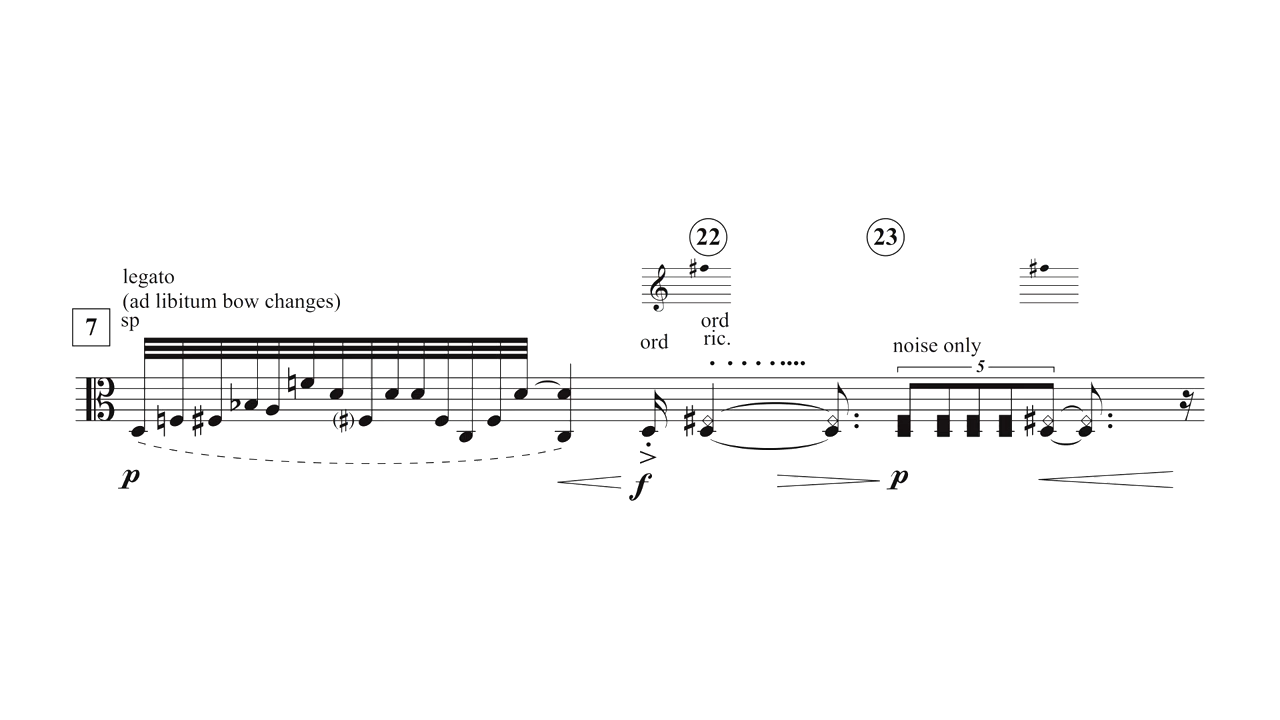 22
23
legato
(ad libitum bow changes)
7
sp
ord
ord
ric.
noise only
5
p
f
p